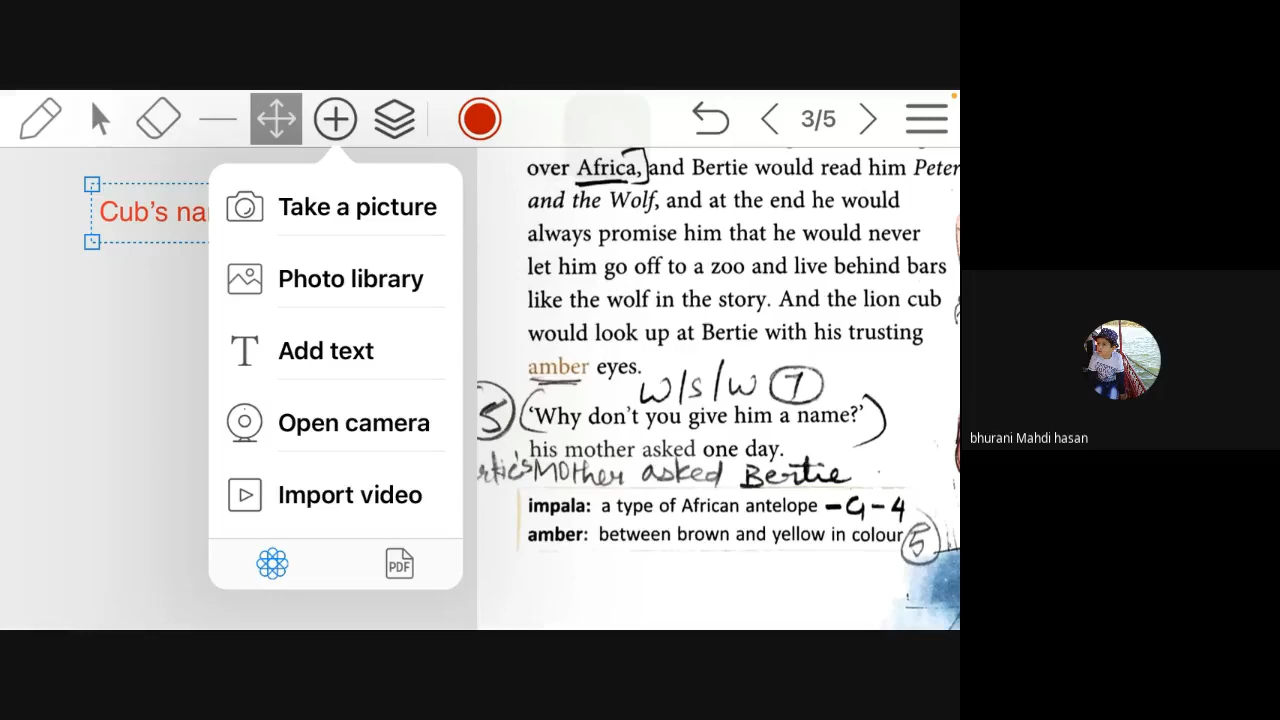 3/5
Cub's na
Take a picture
Photo library
Add text
Open camera
Import video
PDF
over Africa, and Bertie would read him Peter
and the Wolf, and at the end he would
always promise him that he would never
let him go off to a zoo and live behind bars
like the wolf in the story. And the lion cub
would look up at Bertie with his trusting
amber eyes.
W/s/w 7
5 'Why don't you give him a name?'
his mother asked one day.
rtie's Mother asked Bertie
impala: a type of African antelope -G-4
amber: between brown and yellow in colour 5
bhurani Mahdi hasan